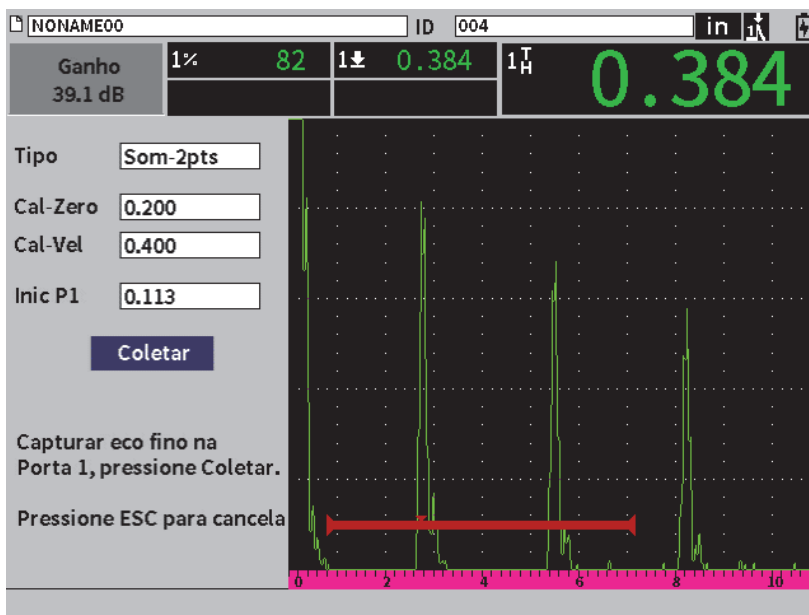 NONAME00 ID 004 in
Ganho 1% 82 1 0.384 1 T H 0.384
39.1 dB
Tipo Som-2pts
Cal-Zero 0.200
Cal-Vel 0.400
Inic P1 0.113
Coletar
Capturar eco fino na
Porta 1, pressione Coletar.
Pressione ESC para cancela
0 2 4 6 8 10